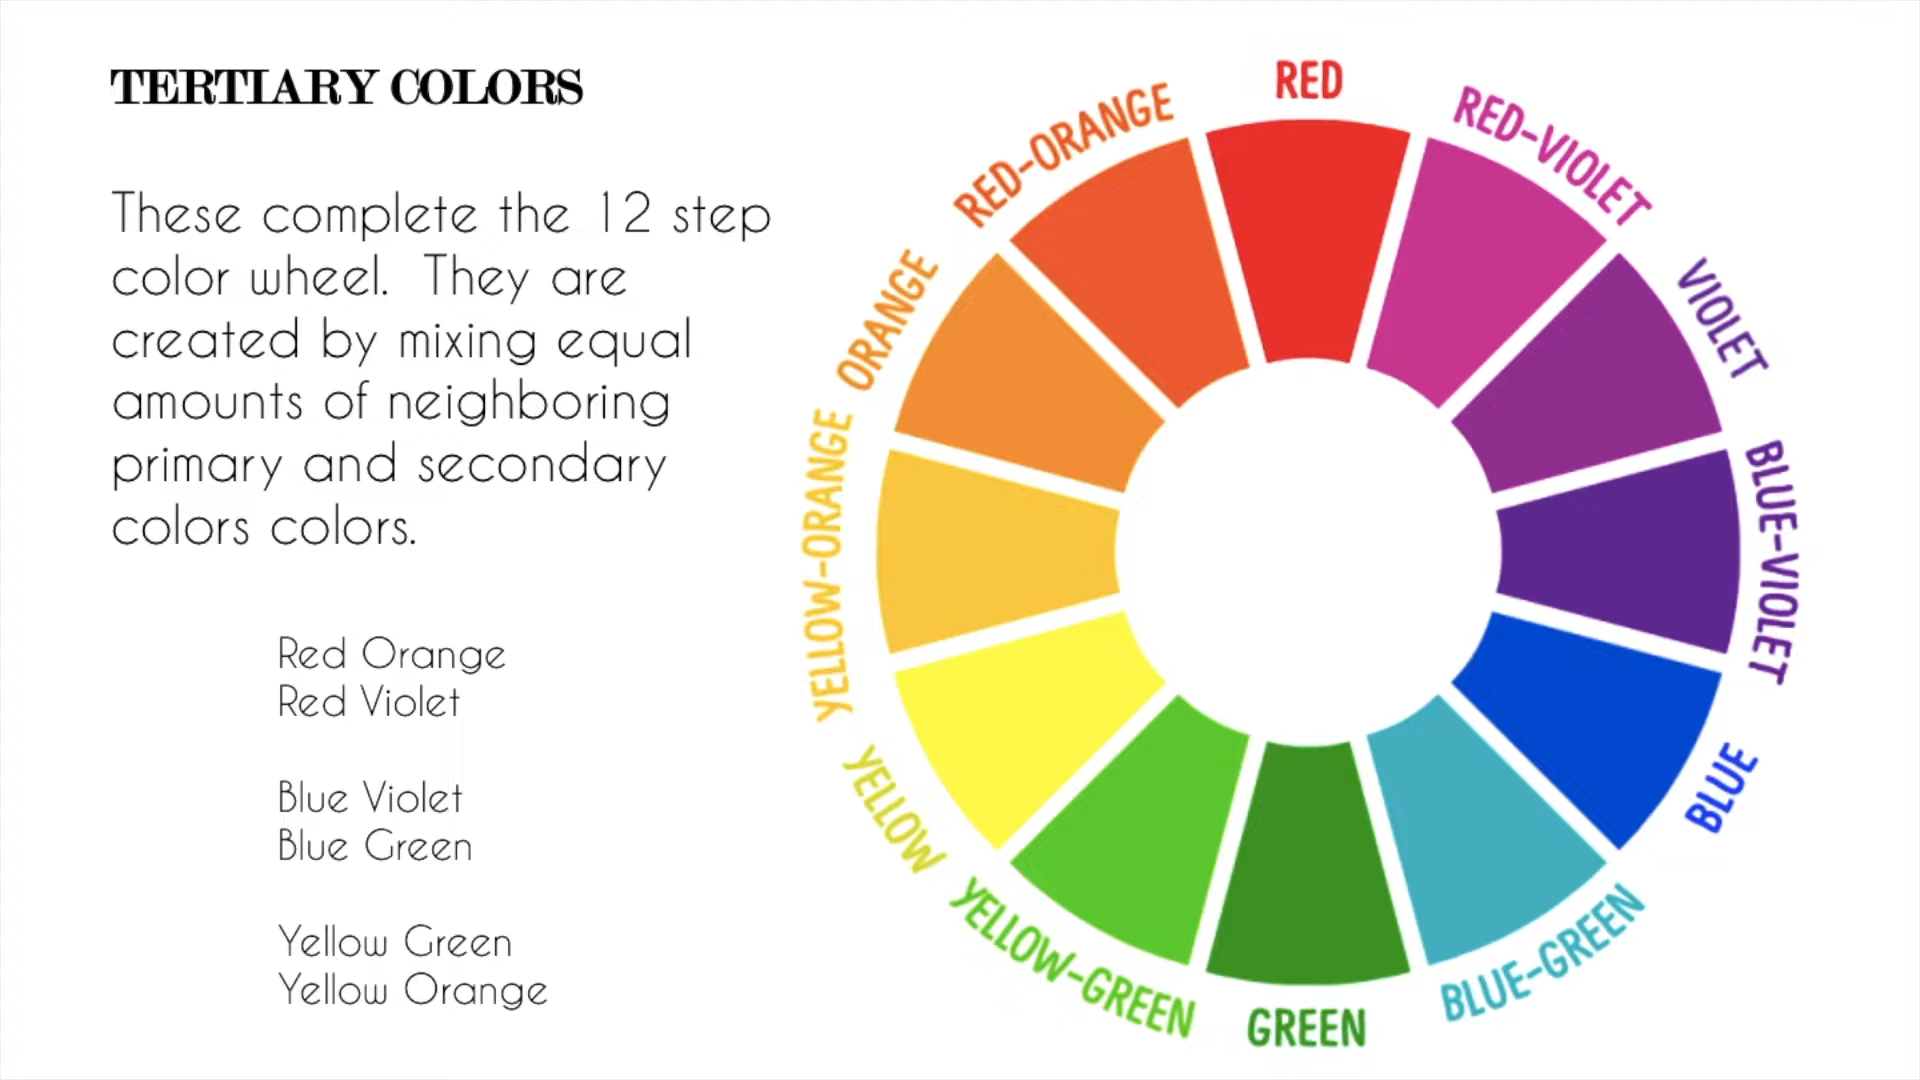 TERTIARY COLORS
These complete the 12 step
color wheel. They are
created by mixing equal
amounts of neighboring
primary and secondary
colors colors.
Red Orange
Red Violet
Blue Violet
Blue Green
Yellow Green
Yellow Orange
RED
RED-VIOLET
VIOLET
BLUE-VIOLET
BLUE
BLUE-GREEN
GREEN
YELLOW-GREEN
YELLOW
YELLOW-ORANGE
ORANGE
RED-ORANGE